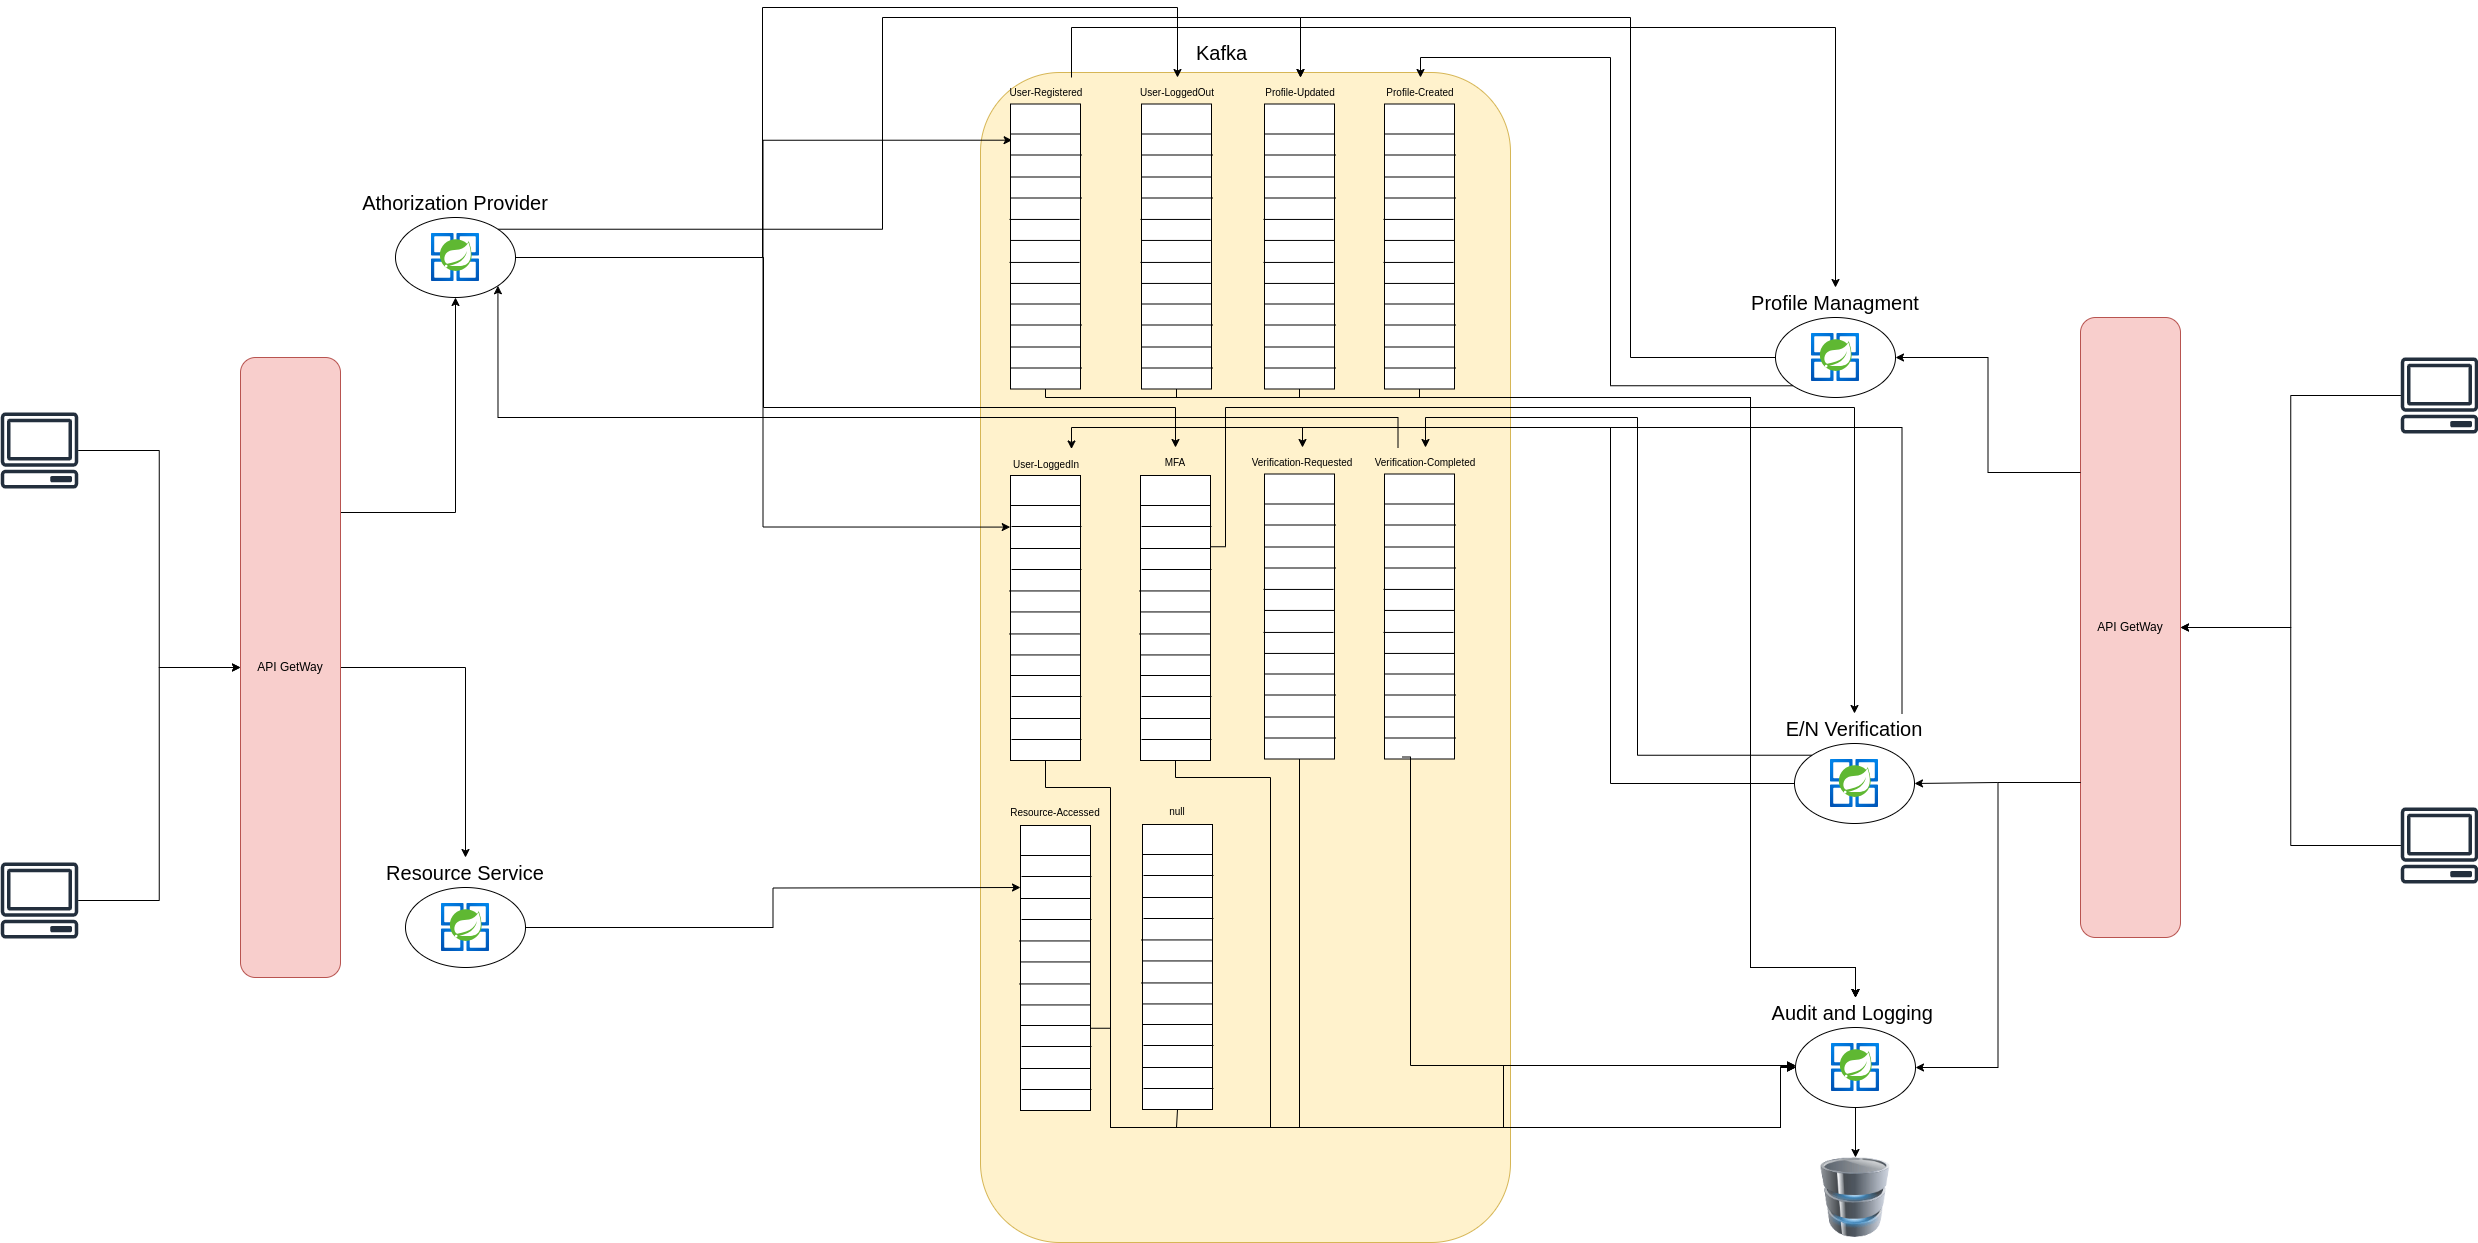 Kafka
User-Registered
User-LoggedOut
Profile-Updated
Profile-Created
Athorization Provider
Profile Managment
User-LoggedIn
MFA
Verification-Requested
Verification-Completed
API GetWay
API GetWay
E/N Verification
Resource-Accessed
null
Resource Service
Audit and Logging